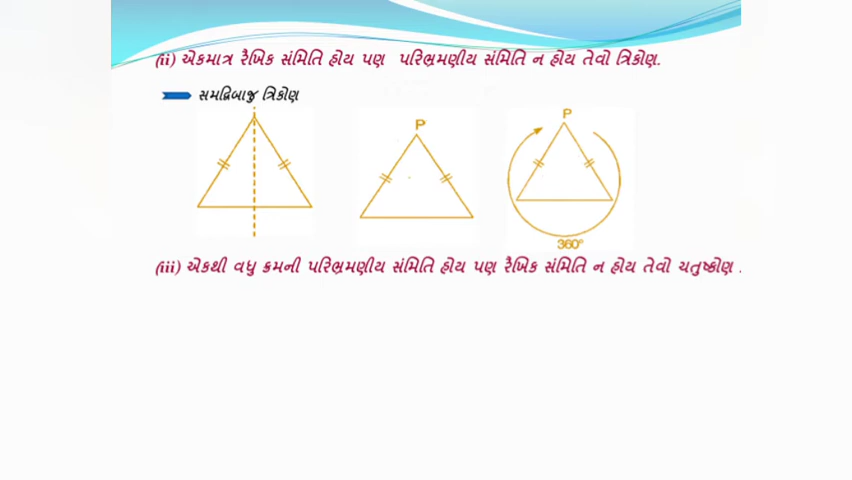 (ii) એકમાત્ર રૈખિક સંમિતિ હોય પણ પરિભ્રમણીય સંમિતિ ન હોય તેવો ત્રિકોણ.
સમદ્વિબાજુ ત્રિકોણ
P
P
360°
(iii) એકથી વધુ ક્રમની પરિભ્રમણીય સંમિતિ હોય પણ રૈખિક સંમિતિ ન હોય તેવો ચતુષ્કોણ .